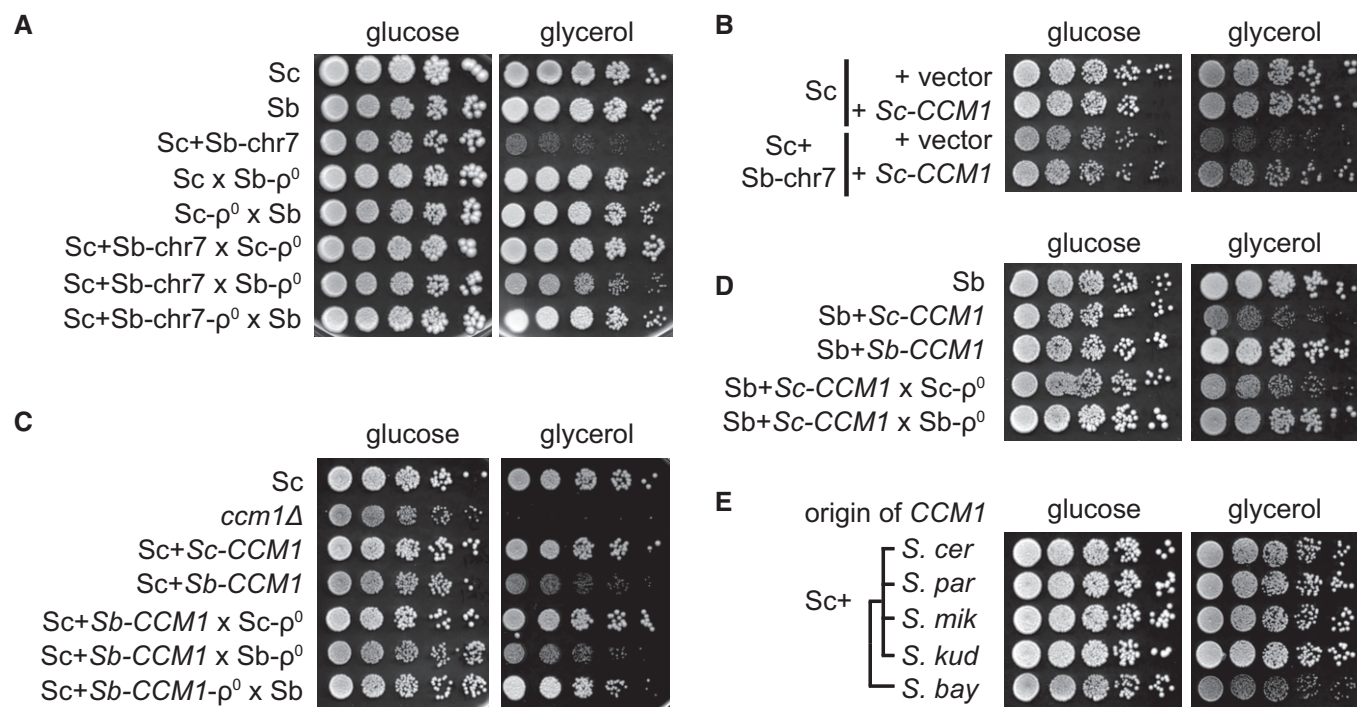 A
glucose glycerol
Sc
Sb
Sc+Sb-chr7
Sc x Sb-ρ⁰
Sc-ρ⁰ x Sb
Sc+Sb-chr7 x Sc-ρ⁰
Sc+Sb-chr7 x Sb-ρ⁰
Sc+Sb-chr7-ρ⁰ x Sb
B
glucose glycerol
Sc
+ vector
+ Sc-CCM1
Sc+
Sb-chr7
+ vector
+ Sc-CCM1
C
glucose glycerol
Sc
ccm1Δ
Sc+Sc-CCM1
Sc+Sb-CCM1
Sc+Sb-CCM1 x Sc-ρ⁰
Sc+Sb-CCM1 x Sb-ρ⁰
Sc+Sb-CCM1-ρ⁰ x Sb
D
glucose glycerol
Sb
Sb+Sc-CCM1
Sb+Sb-CCM1
Sb+Sc-CCM1 x Sc-ρ⁰
Sb+Sc-CCM1 x Sb-ρ⁰
E
origin of CCM1 glucose glycerol
Sc+
S. cer
S. par
S. mik
S. kud
S. bay